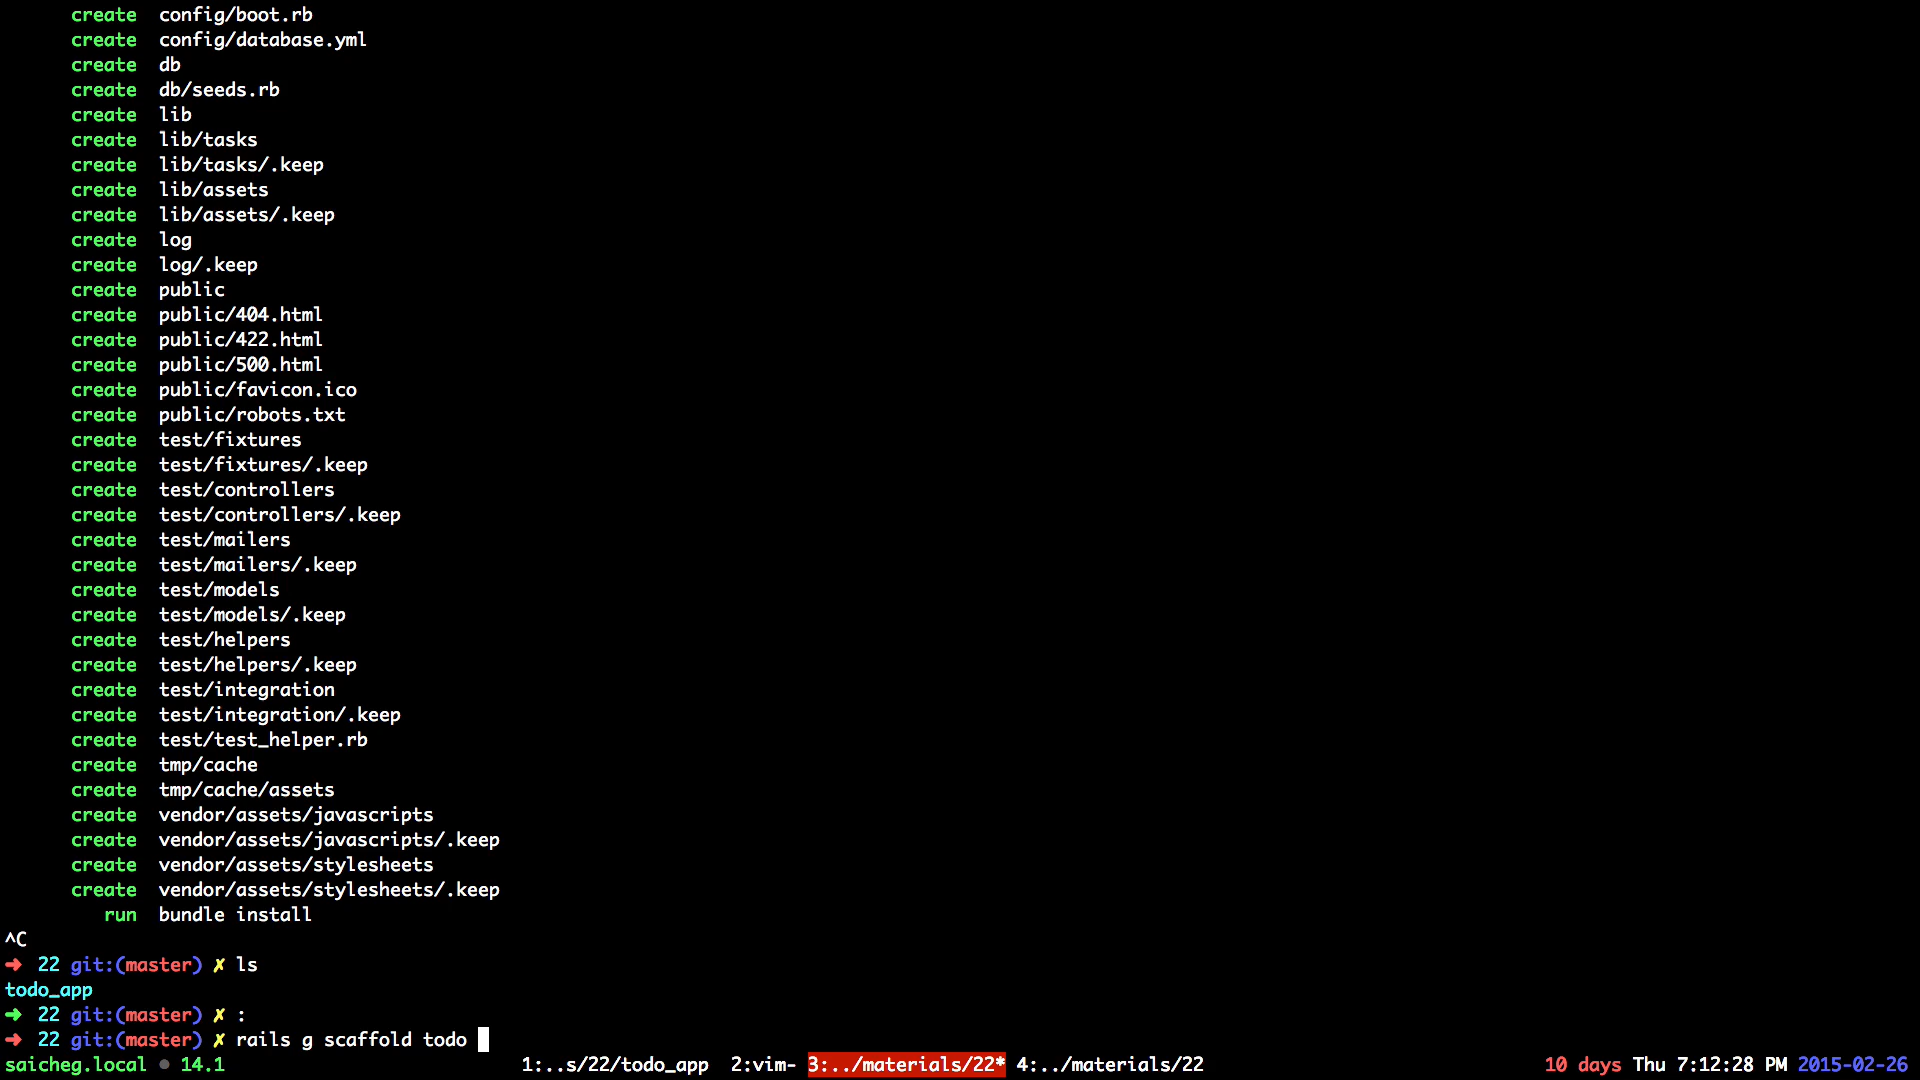 create  config/boot.rb
create  config/database.yml
create  db
create  db/seeds.rb
create  lib
create  lib/tasks
create  lib/tasks/.keep
create  lib/assets
create  lib/assets/.keep
create  log
create  log/.keep
create  public
create  public/404.html
create  public/422.html
create  public/500.html
create  public/favicon.ico
create  public/robots.txt
create  test/fixtures
create  test/fixtures/.keep
create  test/controllers
create  test/controllers/.keep
create  test/mailers
create  test/mailers/.keep
create  test/models
create  test/models/.keep
create  test/helpers
create  test/helpers/.keep
create  test/integration
create  test/integration/.keep
create  test/test_helper.rb
create  tmp/cache
create  tmp/cache/assets
create  vendor/assets/javascripts
create  vendor/assets/javascripts/.keep
create  vendor/assets/stylesheets
create  vendor/assets/stylesheets/.keep
run  bundle install
^C
➜  22 git:(master) ✗ ls
todo_app
➜  22 git:(master) ✗ :
➜  22 git:(master) ✗ rails g scaffold todo
saicheg.local ● 14.1  1:..s/22/todo_app  2:vim-  3:../materials/22*  4:../materials/22  10 days Thu 7:12:28 PM 2015-02-26